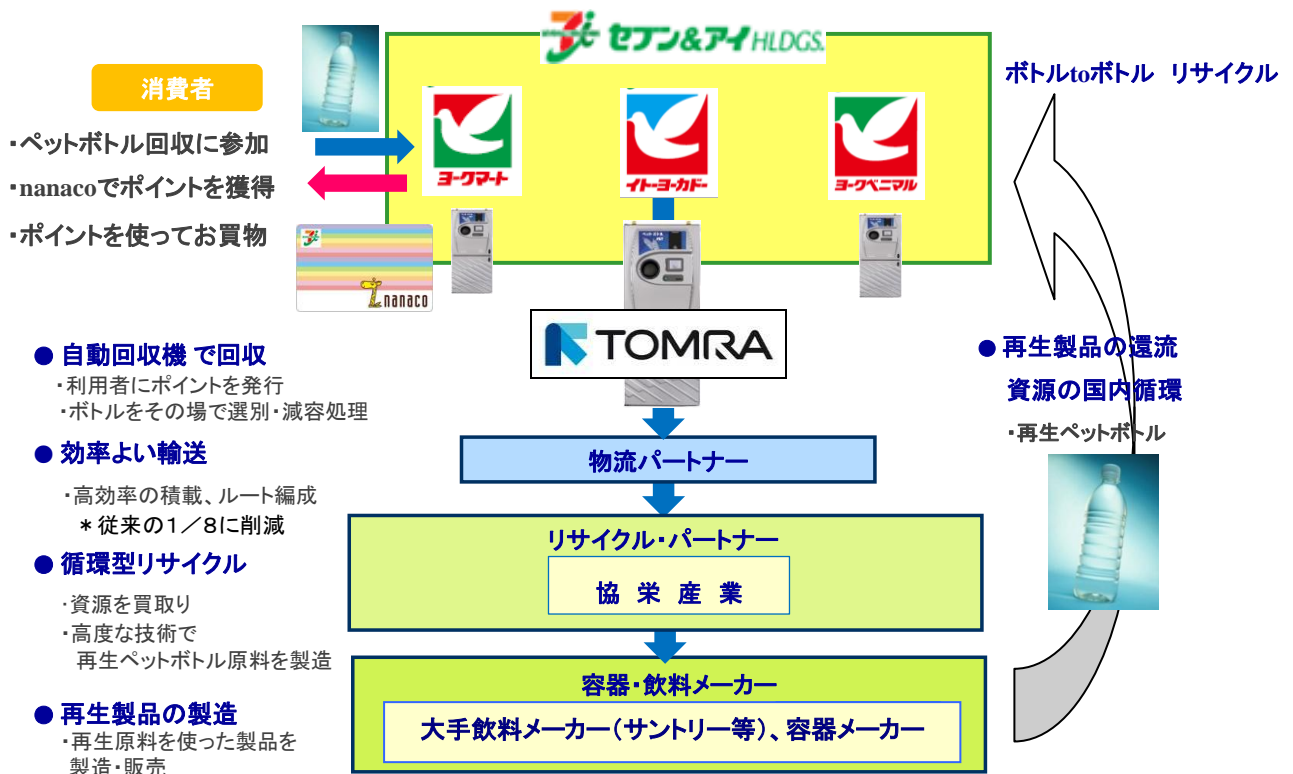 セブン&アイHLDGS.
ボトルtoボトル リサイクル
消費者
・ペットボトル回収に参加
・nanacoでポイントを獲得
・ポイントを使ってお買物
ヨークマート
イトーヨーカドー
ヨークベニマル
nanaco
TOMRA
● 自動回収機 で回収
・利用者にポイントを発行
・ボトルをその場で選別・減容処理
● 効率よい輸送
・高効率の積載、ルート編成
＊従来の１／８に削減
● 循環型リサイクル
・資源を買取り
・高度な技術で
再生ペットボトル原料を製造
● 再生製品の製造
・再生原料を使った製品を
製造・販売
物流パートナー
リサイクル・パートナー
協 栄 産 業
容器・飲料メーカー
大手飲料メーカー（サントリー等）、容器メーカー
● 再生製品の還流
資源の国内循環
・再生ペットボトル